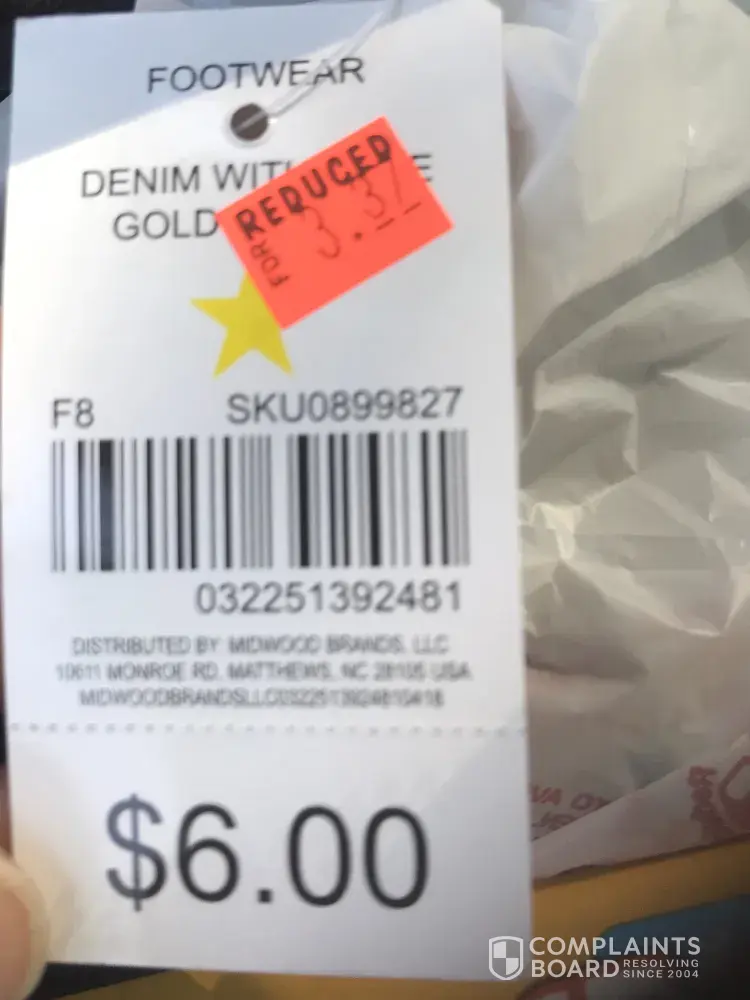 FOOTWEAR
DENIM
GOLD
REDUCED
FOR
3.37
F8 SKU0899827
032251392481
DISTRIBUTED BY MIDWOOD BRANDS, LLC
10611 MONROE RD, MATTHEWS, NC 28105 USA
$6.00
COMPLAINTS
BOARD RESOLVING
SINCE 2004